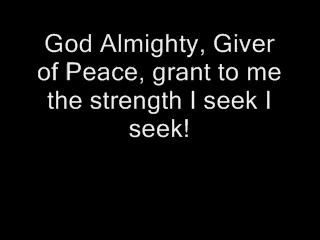 God Almighty, Giver
of Peace, grant to me
the strength I seek I
seek!